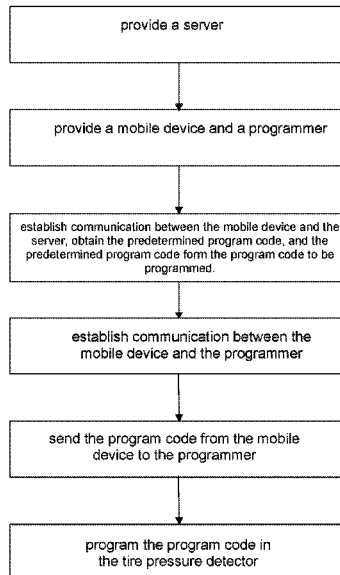 provide a server
provide a mobile device and a programmer
establish communication between the mobile device and the
server, obtain the predetermined program code, and the
predetermined program code form the program code to be
programmed.
establish communication between the
mobile device and the programmer
send the program code from the mobile
device to the programmer
program the program code in
the tire pressure detector